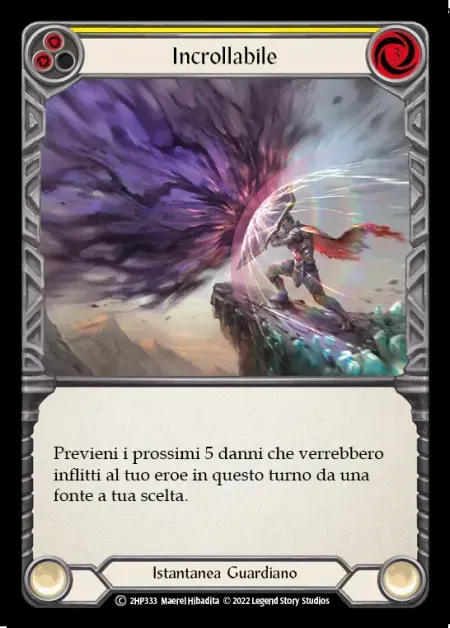 3
Incrollabile
Previeni i prossimi 5 danni che verrebbero
inflitti al tuo eroe in questo turno da una
fonte a tua scelta.
Istantanea Guardiano
C 2HP333 Maerel Hibadita © 2022 Legend Story Studios